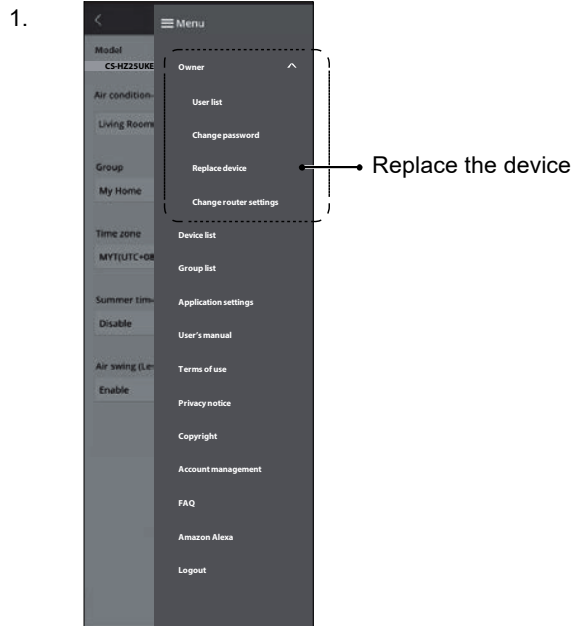 1.
Menu
Model
CS-HZ25UKE
Owner
Air condition
User list
Living Room
Change password
Group
Replace device
Replace the device
My Home
Change router settings
Time zone
Device list
MYT(UTC+08
Group list
Summer tim
Application settings
Disable
User's manual
Air swing (Le
Terms of use
Enable
Privacy notice
Copyright
Account management
FAQ
Amazon Alexa
Logout